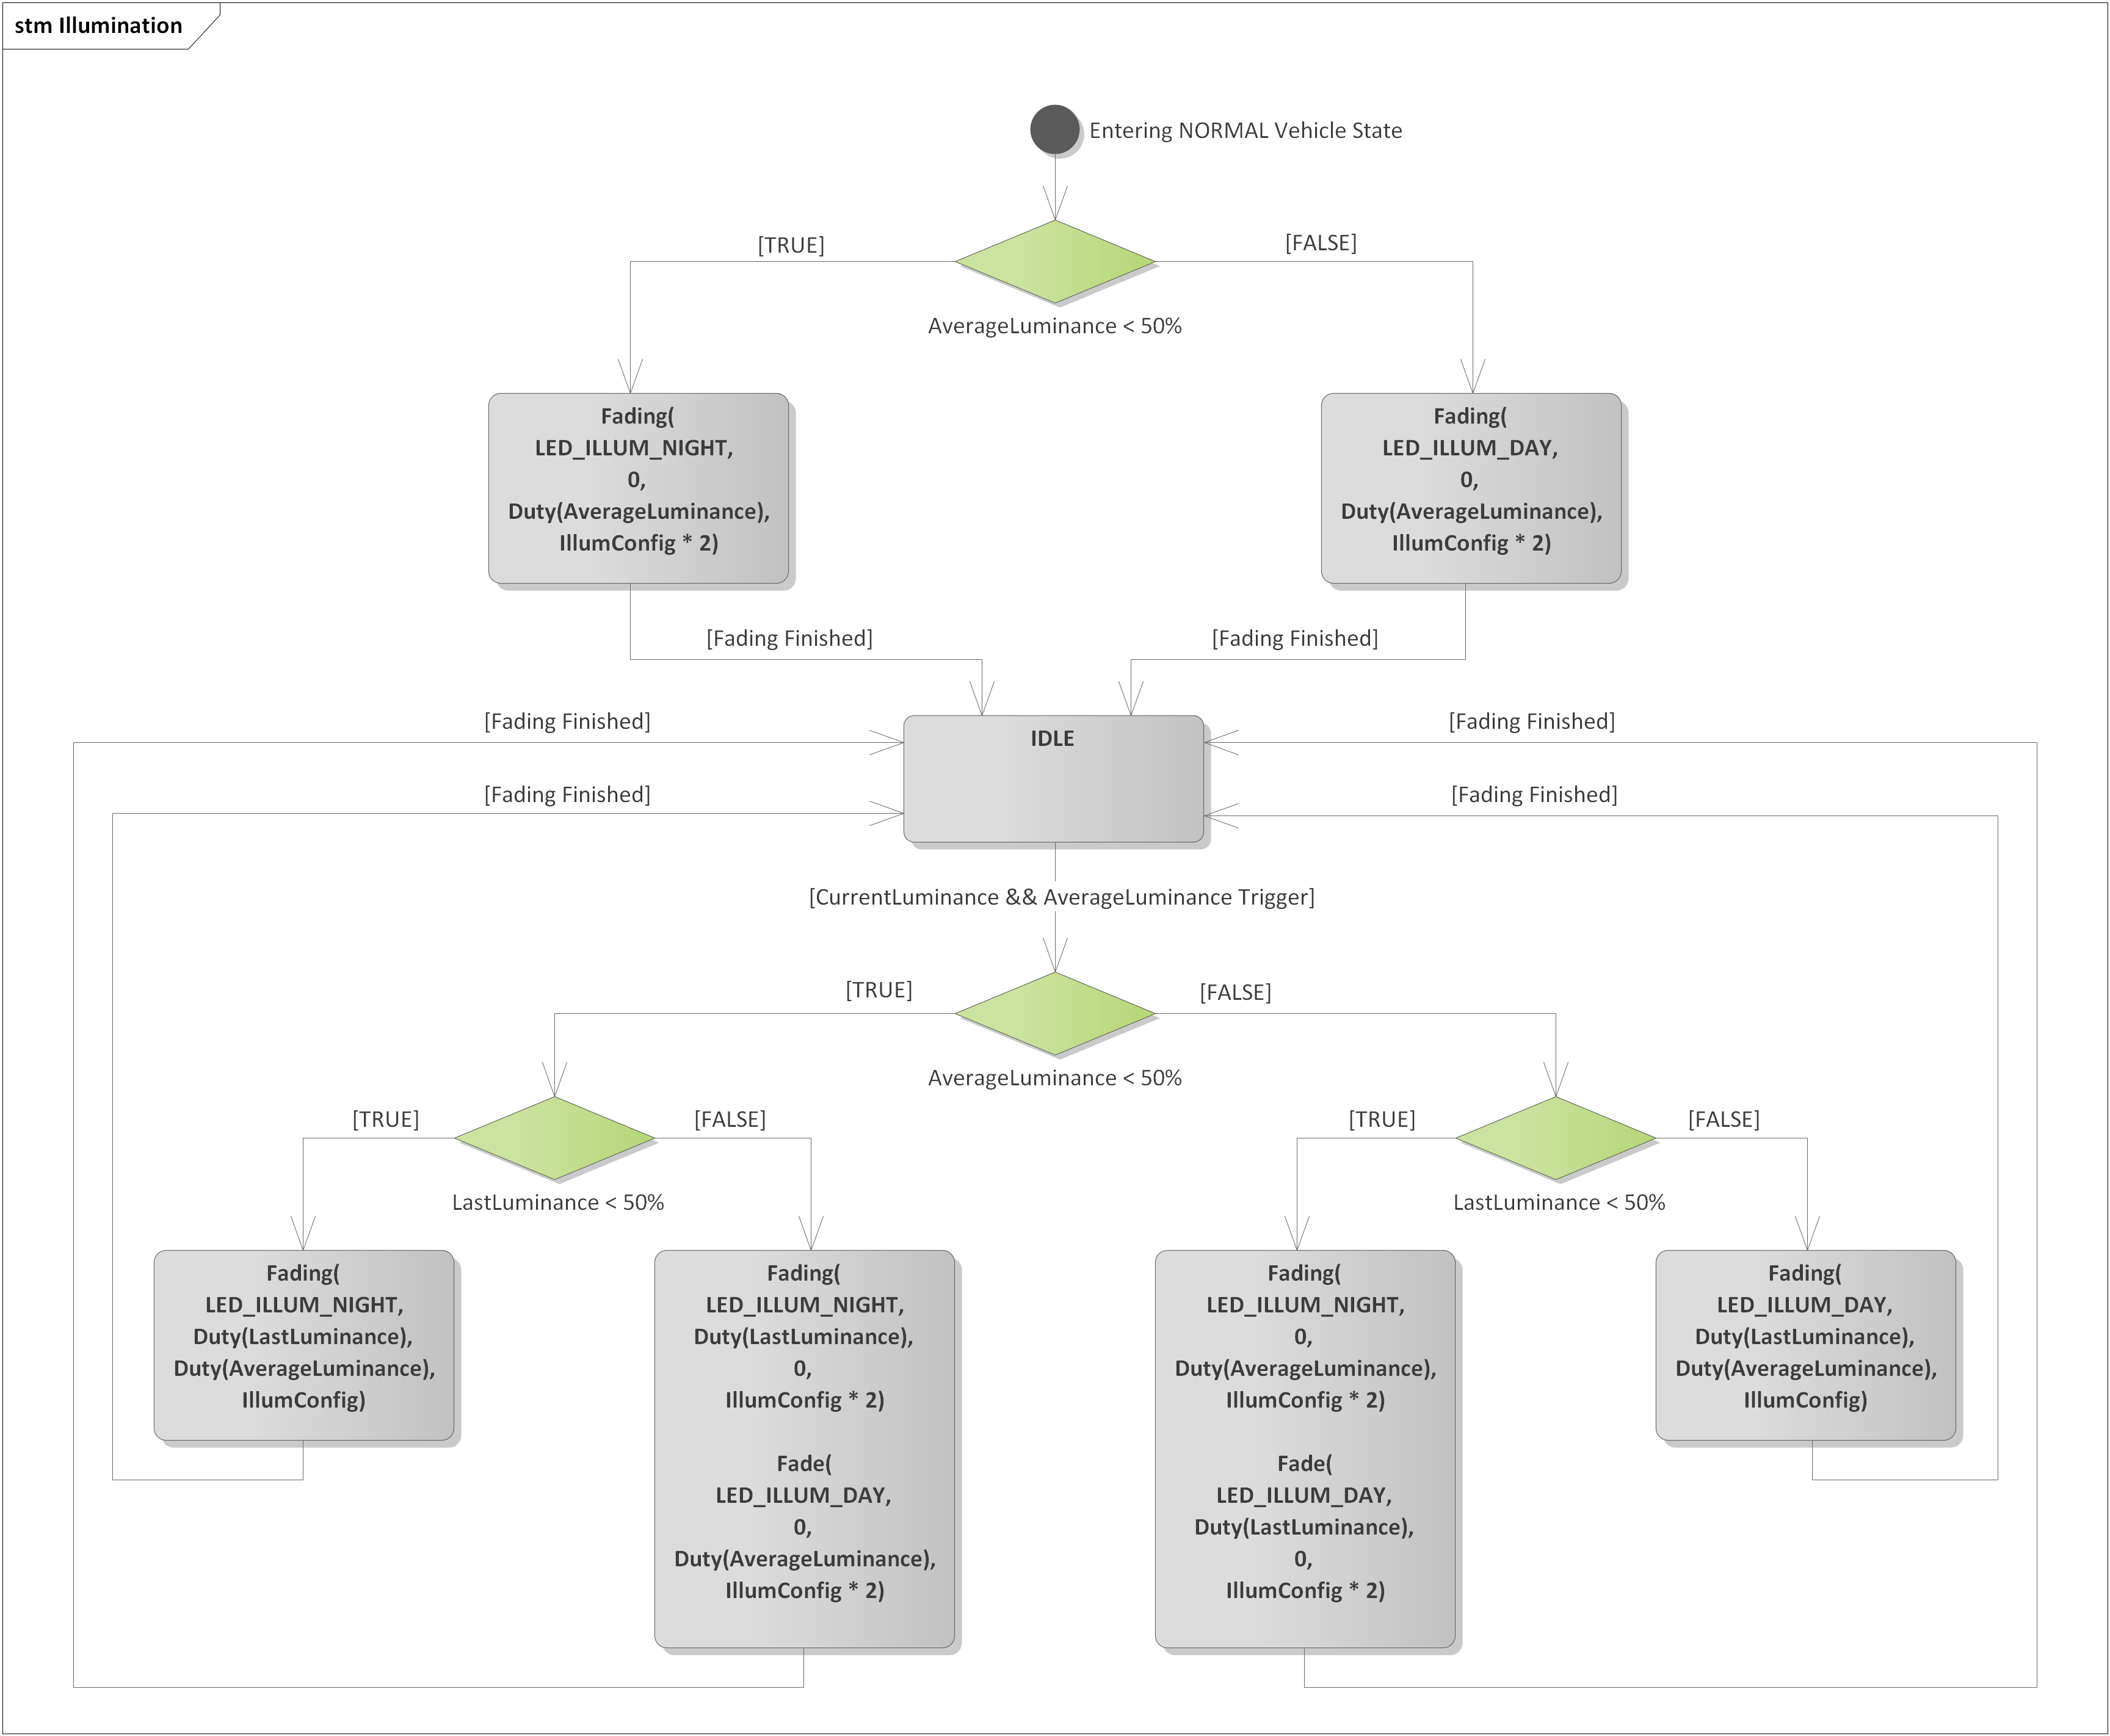 stm Illumination
Entering NORMAL Vehicle State
[TRUE]
[FALSE]
AverageLuminance < 50%
Fading(
LED_ILLUM_NIGHT,
0,
Duty(AverageLuminance),
IllumConfig * 2)
Fading(
LED_ILLUM_DAY,
0,
Duty(AverageLuminance),
IllumConfig * 2)
[Fading Finished]
[Fading Finished]
[Fading Finished]
IDLE
[Fading Finished]
[Fading Finished]
[Fading Finished]
[CurrentLuminance && AverageLuminance Trigger]
[TRUE]
[FALSE]
AverageLuminance < 50%
[TRUE]
[FALSE]
[TRUE]
[FALSE]
LastLuminance < 50%
LastLuminance < 50%
Fading(
LED_ILLUM_NIGHT,
Duty(LastLuminance),
Duty(AverageLuminance),
IllumConfig)
Fading(
LED_ILLUM_NIGHT,
Duty(LastLuminance),
0,
IllumConfig * 2)
Fade(
LED_ILLUM_DAY,
0,
Duty(AverageLuminance),
IllumConfig * 2)
Fading(
LED_ILLUM_NIGHT,
0,
Duty(AverageLuminance),
IllumConfig * 2)
Fade(
LED_ILLUM_DAY,
Duty(LastLuminance),
0,
IllumConfig * 2)
Fading(
LED_ILLUM_DAY,
Duty(LastLuminance),
Duty(AverageLuminance),
IllumConfig)